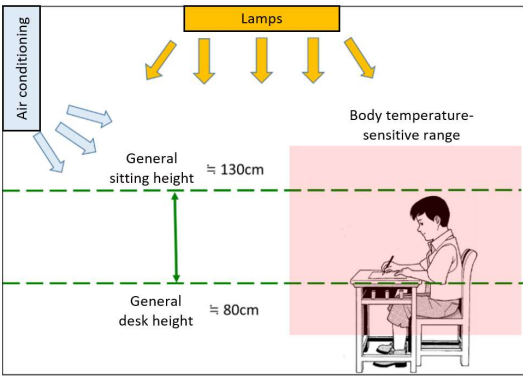 Lamps
Air conditioning
Body temperature-
sensitive range
General
sitting height ≒ 130cm
General
desk height ≒ 80cm